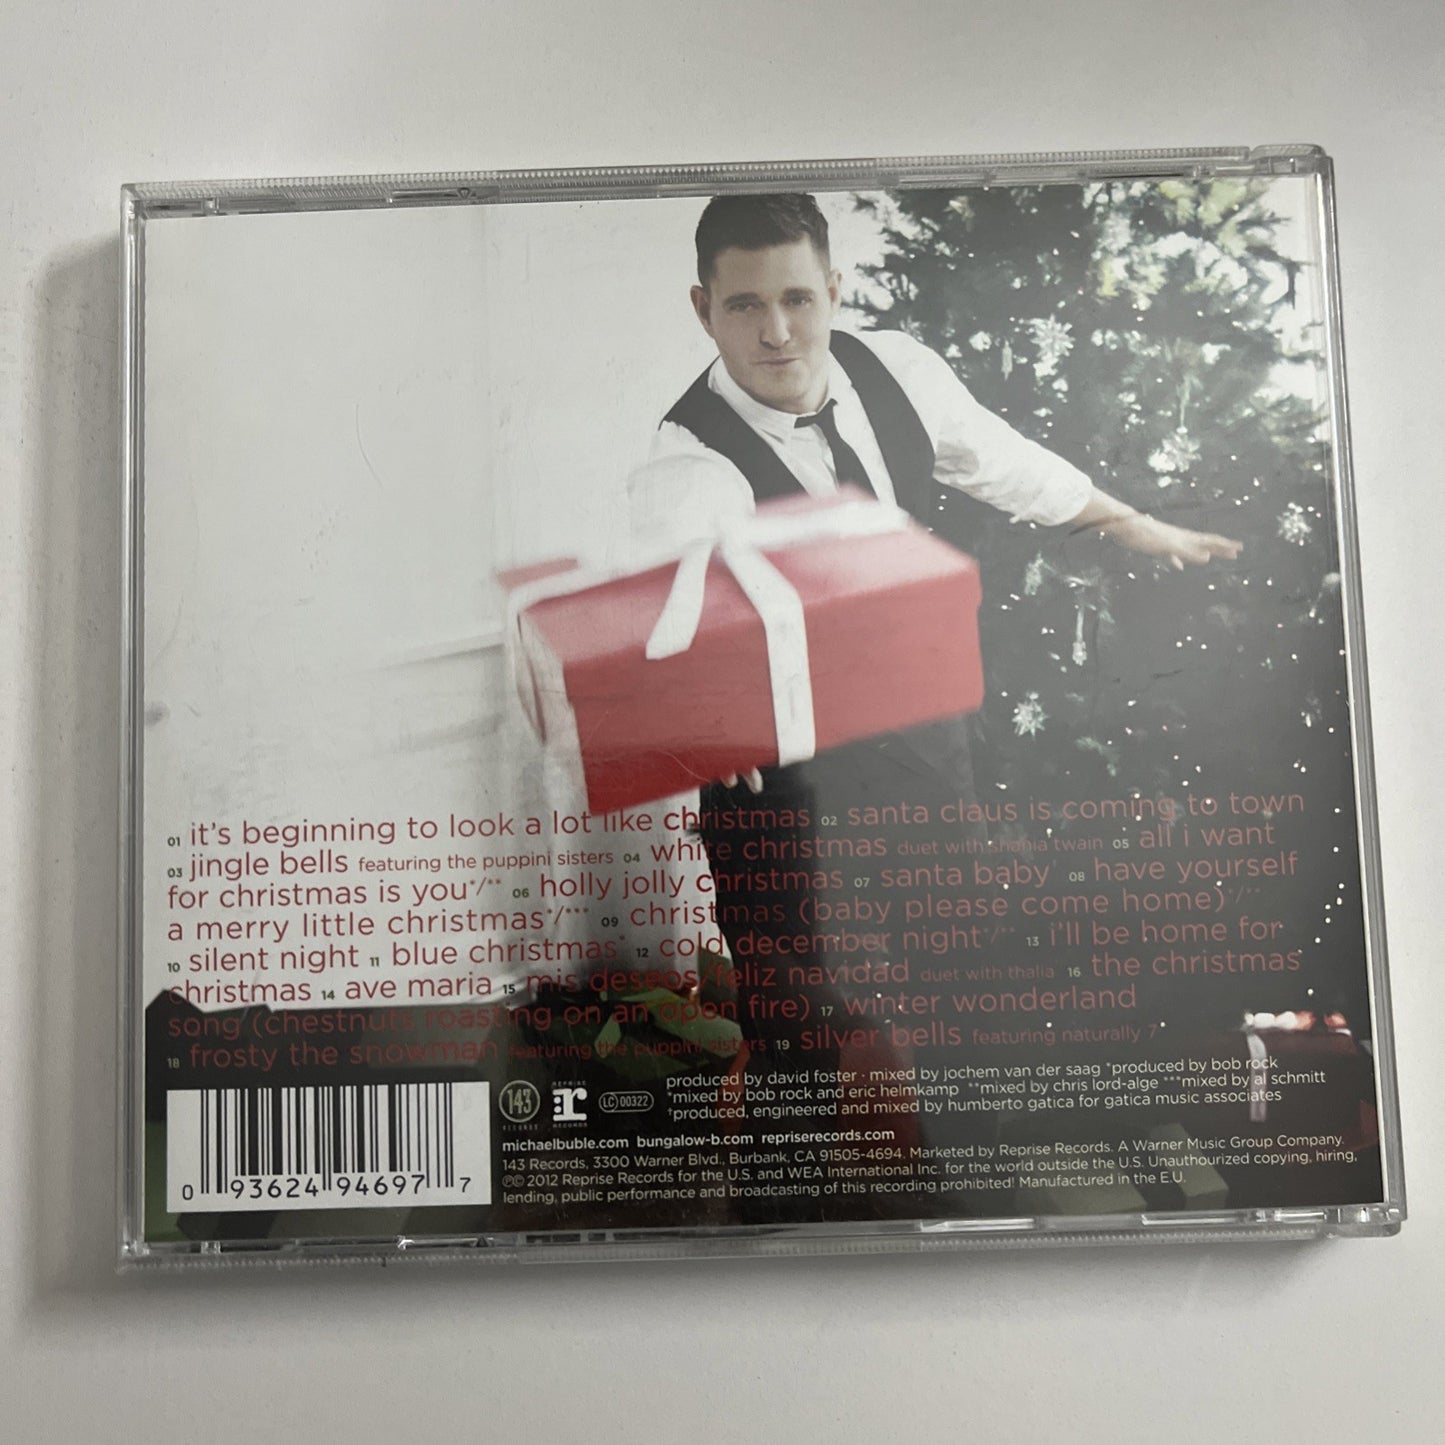 01 it's beginning to look a lot like christmas 02 santa claus is coming to town
03 jingle bells featuring the puppini sisters 04 white christmas duet with shania twain 05 all i want
for christmas is you*/** 06 holly jolly christmas 07 santa baby* 08 have yourself
a merry little christmas*/*** 09 christmas (baby please come home)*/**
10 silent night 11 blue christmas* 12 cold december night*/** 13 i'll be home for
christmas 14 ave maria 15 mis deseos/feliz navidad duet with thalia 16 the christmas
song (chestnuts roasting on an open fire) 17 winter wonderland
18 frosty the snowman featuring the puppini sisters 19 silver bells featuring naturally 7†
produced by david foster · mixed by jochem van der saag *produced by bob rock
*mixed by bob rock and eric helmkamp **mixed by chris lord-alge ***mixed by al schmitt
†produced, engineered and mixed by humberto gatica for gatica music associates
143 RECORDS
REPRISE r RECORDS
LC 00322
michaelbuble.com bungalow-b.com repriserecords.com
143 Records, 3300 Warner Blvd., Burbank, CA 91505-4694. Marketed by Reprise Records. A Warner Music Group Company.
℗© 2012 Reprise Records for the U.S. and WEA International Inc. for the world outside the U.S. Unauthourized copying, hiring,
lending, public performance and broadcasting of this recording prohibited! Manufactured in the E.U.
0 93624 94697 7